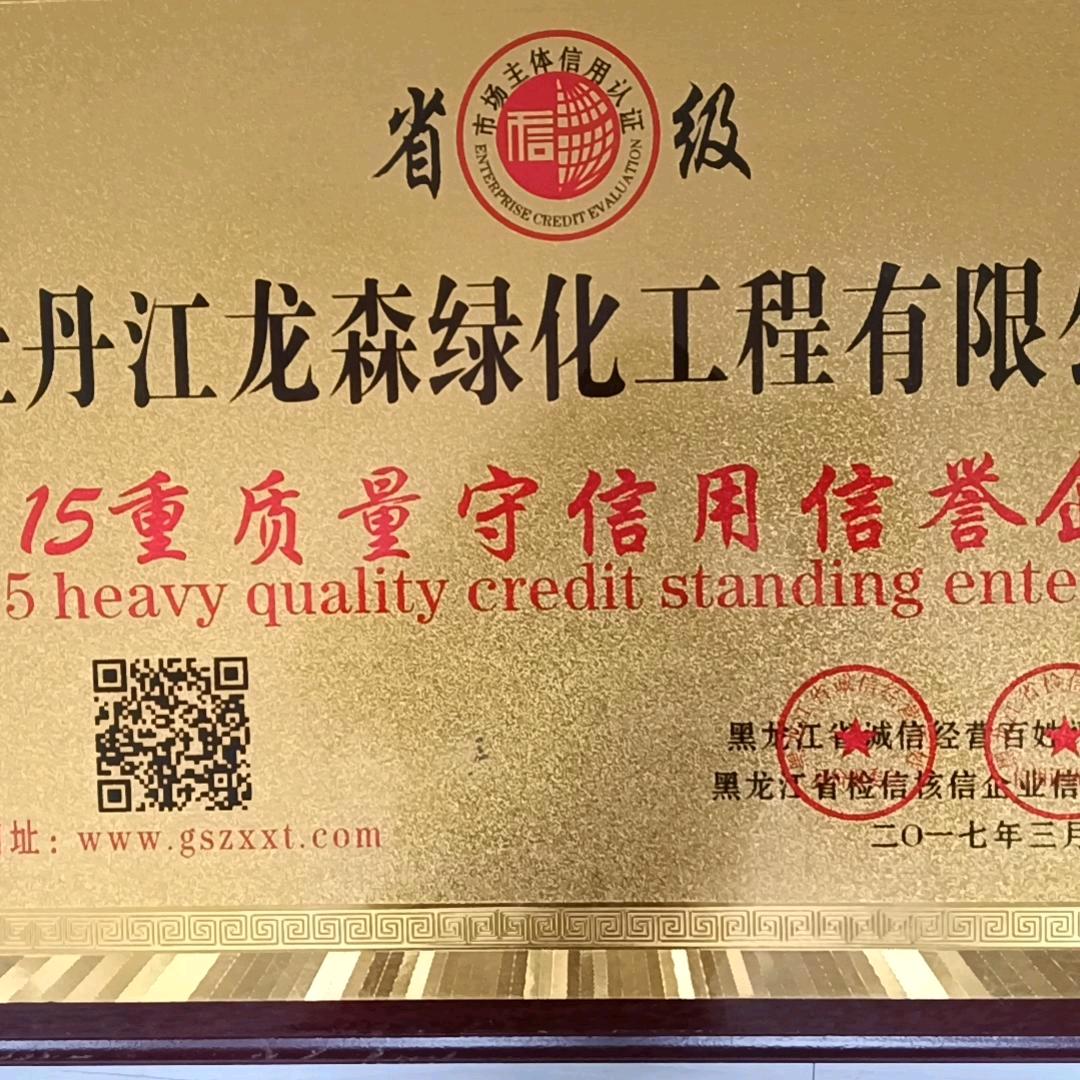 省 级
市场主体信用认证
信
ENTERPRISE CREDIT EVALUATION
丹江龙森绿化工程有限
15重质量守信用信誉
5 heavy quality credit standing ente
黑龙江省诚信经营百姓
黑龙江省检信核信企业信
二〇一七年三月
址：www.gszxxt.com